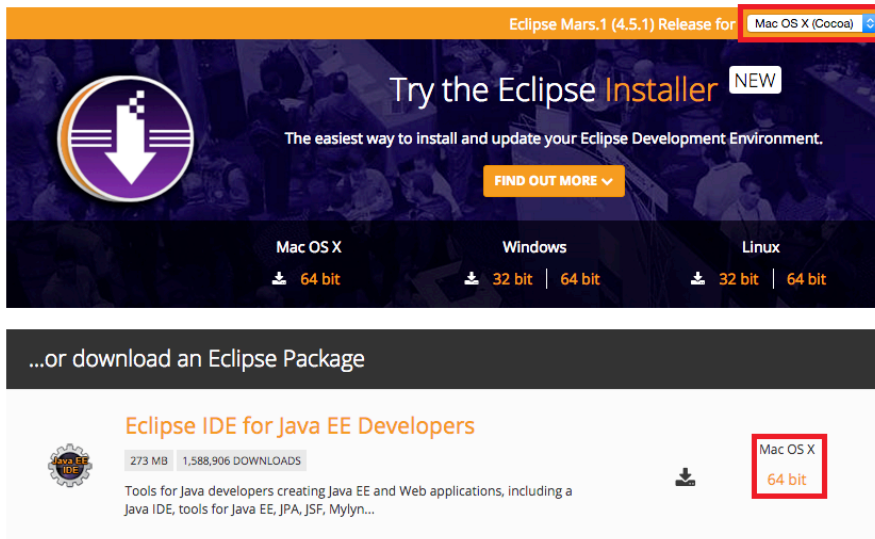 Eclipse Mars.1 (4.5.1) Release for Mac OS X (Cocoa)
Try the Eclipse Installer NEW
The easiest way to install and update your Eclipse Development Environment.
FIND OUT MORE
Mac OS X Windows Linux
64 bit 32 bit 64 bit 32 bit 64 bit
...or download an Eclipse Package
Eclipse IDE for Java EE Developers
273 MB 1,588,906 DOWNLOADS
Mac OS X
Java EE
IDE
64 bit
Tools for Java developers creating Java EE and Web applications, including a
Java IDE, tools for Java EE, JPA, JSF, Mylyn...